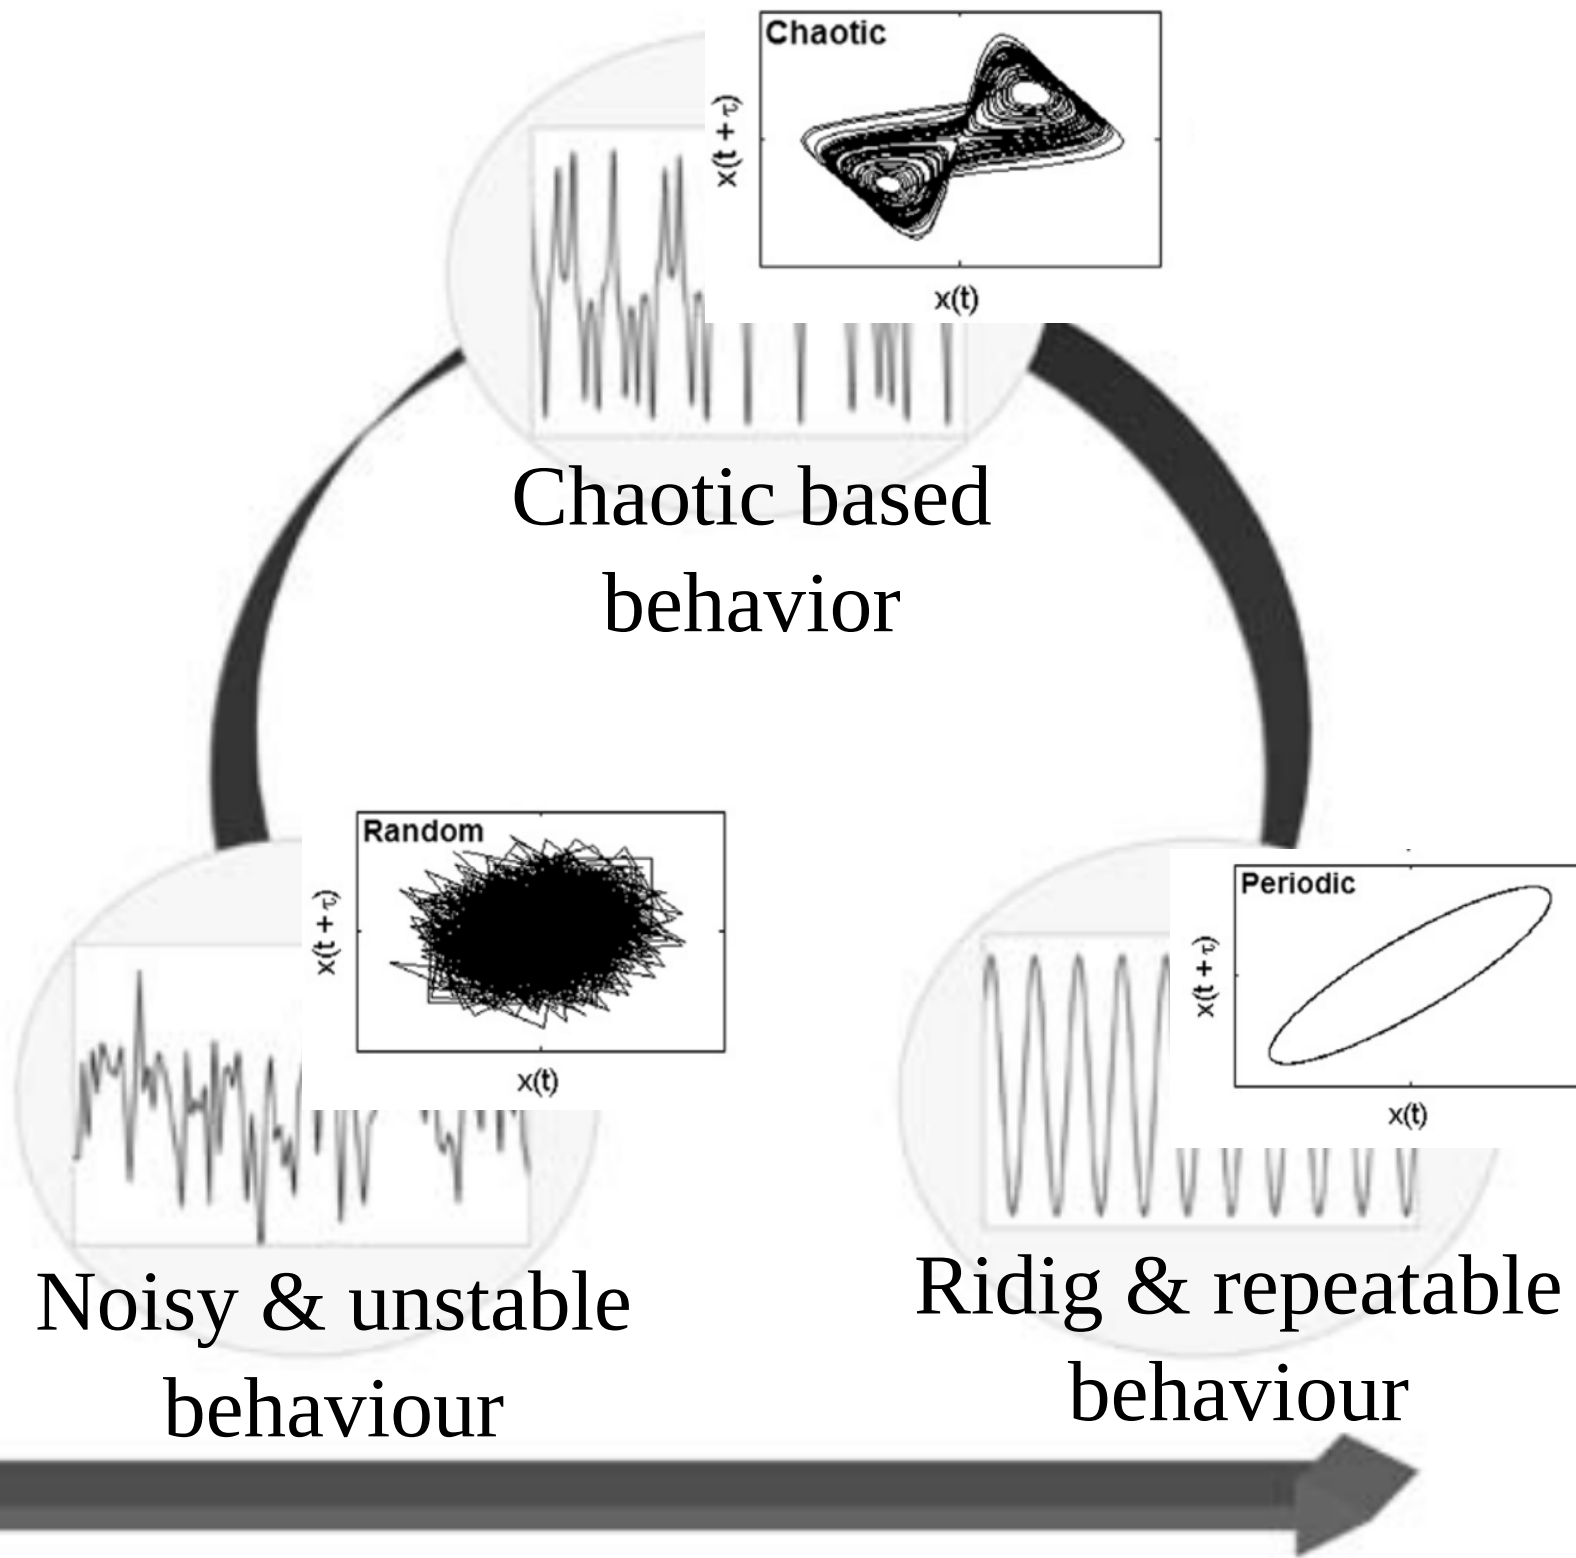 Chaotic
x(t + τ)
x(t)
Chaotic based
behavior
Random
x(t + τ)
x(t)
Noisy & unstable
behaviour
Periodic
x(t + τ)
x(t)
Ridig & repeatable
behaviour